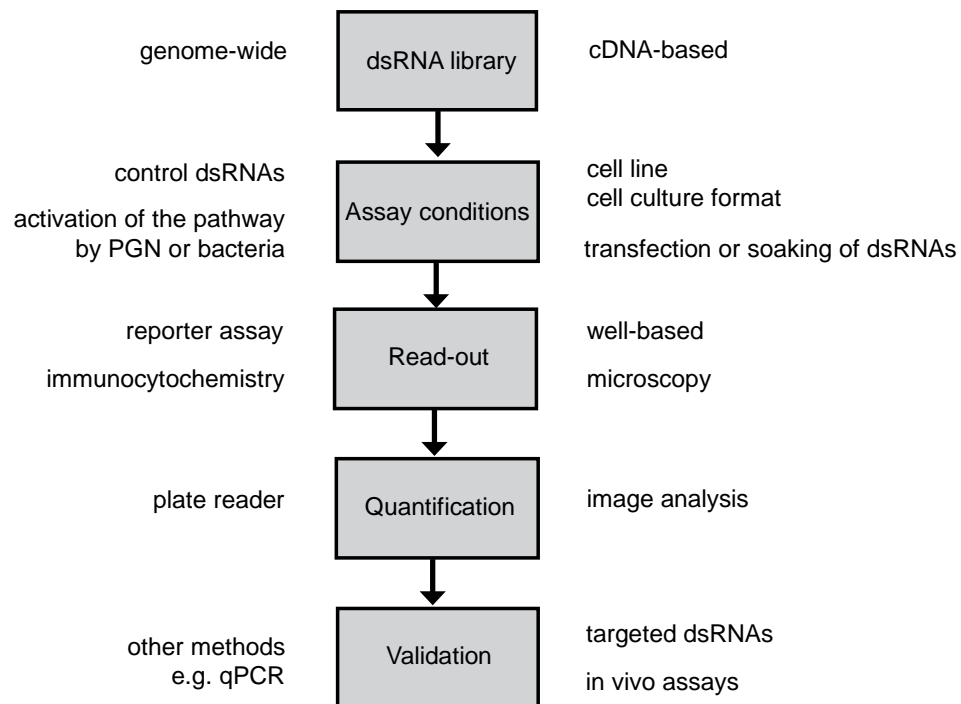 genome-wide
dsRNA library
cDNA-based
control dsRNAs
activation of the pathway
by PGN or bacteria
Assay conditions
cell line
cell culture format
transfection or soaking of dsRNAs
reporter assay
immunocytochemistry
Read-out
well-based
microscopy
plate reader
Quantification
image analysis
other methods
e.g. qPCR
Validation
targeted dsRNAs
in vivo assays